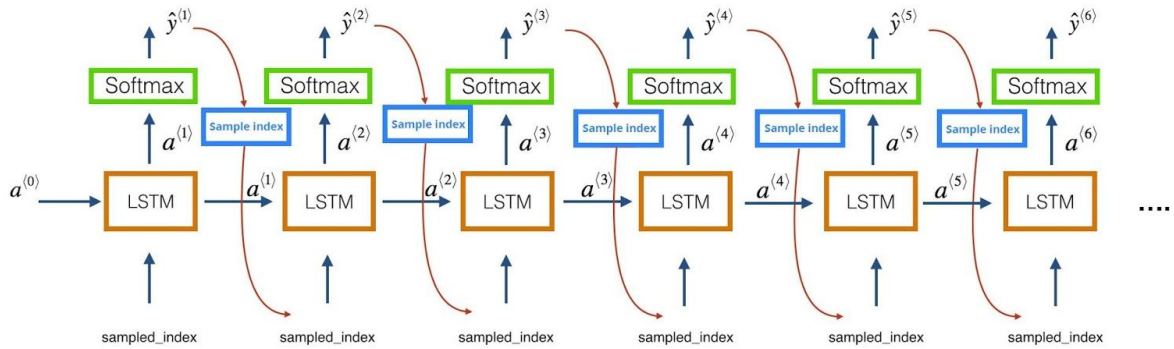 ŷ⟨1⟩ ŷ⟨2⟩ ŷ⟨3⟩ ŷ⟨4⟩ ŷ⟨5⟩ ŷ⟨6⟩
Softmax Softmax Softmax Softmax Softmax Softmax
Sample index Sample index Sample index Sample index Sample index
a⟨1⟩ a⟨2⟩ a⟨3⟩ a⟨4⟩ a⟨5⟩ a⟨6⟩
a⟨0⟩ a⟨1⟩ a⟨2⟩ a⟨3⟩ a⟨4⟩ a⟨5⟩
LSTM LSTM LSTM LSTM LSTM LSTM ....
sampled_index sampled_index sampled_index sampled_index sampled_index sampled_index